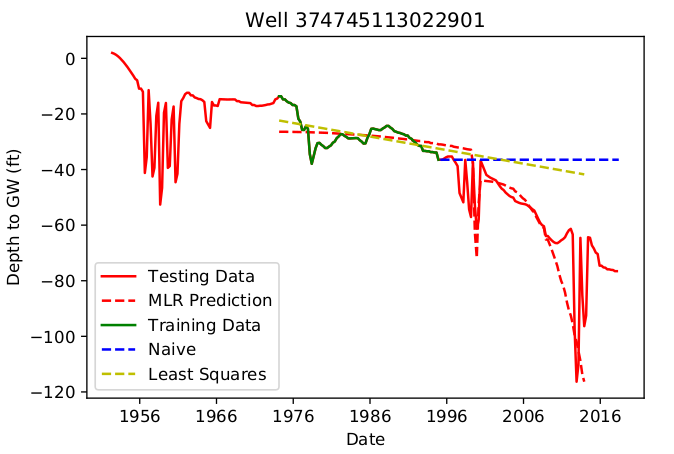 Well 374745113022901
Depth to GW (ft)
0
−20
−40
−60
−80
−100
−120
Testing Data
MLR Prediction
Training Data
Naive
Least Squares
1956 1966 1976 1986 1996 2006 2016
Date